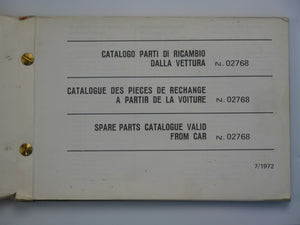 CATALOGO PARTI DI RICAMBIO
DALLA VETTURA N. 02768
CATALOGUE DES PIECES DE RECHANGE
A PARTIR DE LA VOITURE N. 02768
SPARE PARTS CATALOGUE VALID
FROM CAR N. 02768
7/1972